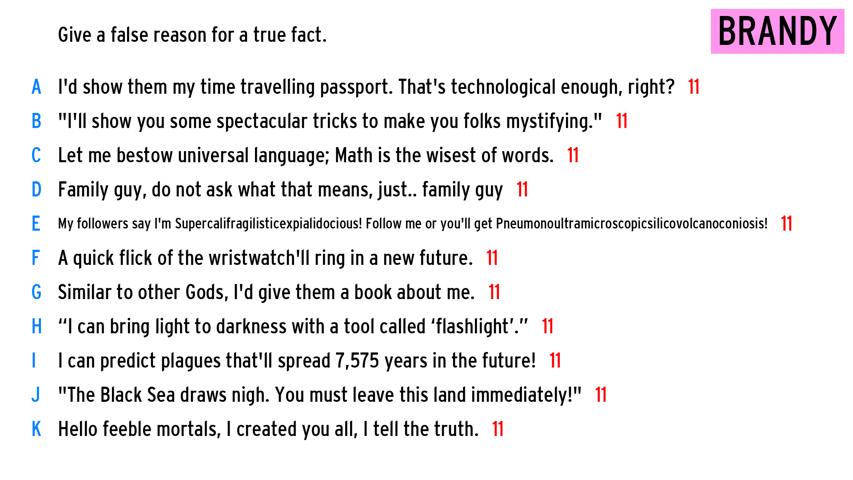 Give a false reason for a true fact.
BRANDY
A I'd show them my time travelling passport. That's technological enough, right? 11
B "I'll show you some spectacular tricks to make you folks mystifying." 11
C Let me bestow universal language; Math is the wisest of words. 11
D Family guy, do not ask what that means, just.. family guy 11
E My followers say I'm Supercalifragilisticexpialidocious! Follow me or you'll get Pneumonoultramicroscopicsilicovolcanoconiosis! 11
F A quick flick of the wristwatch'll ring in a new future. 11
G Similar to other Gods, I'd give them a book about me. 11
H “I can bring light to darkness with a tool called ‘flashlight’.” 11
I I can predict plagues that'll spread 7,575 years in the future! 11
J "The Black Sea draws nigh. You must leave this land immediately!" 11
K Hello feeble mortals, I created you all, I tell the truth. 11